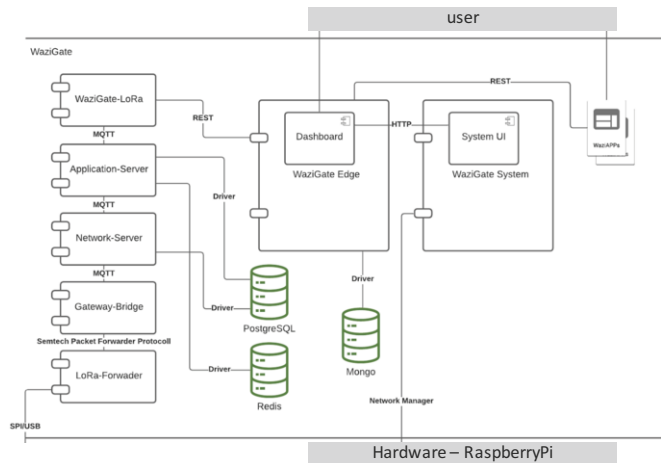 user
WaziGate
REST
WaziGate-LoRa
REST
Dashboard
HTTP
System UI
WazAPPs
MQTT
Application-Server
WaziGate Edge
WaziGate System
Driver
MQTT
Network-Server
MQTT
Driver
Gateway-Bridge
Driver
PostgreSQL
Semtech Packet Forwarder Protocoll
LoRa-Forwader
Driver
Mongo
Redis
Network Manager
SPI/USB
Hardware – RaspberryPi